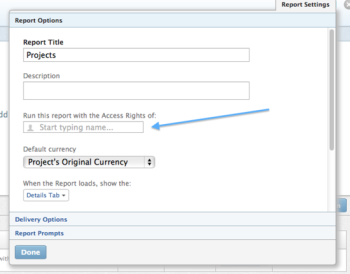 Report Settings
Report Options
Report Title
Projects
Description
Run this report with the Access Rights of:
Start typing name...
Default currency
Project's Original Currency
When the Report loads, show the:
Details Tab
Delivery Options
Report Prompts
Done